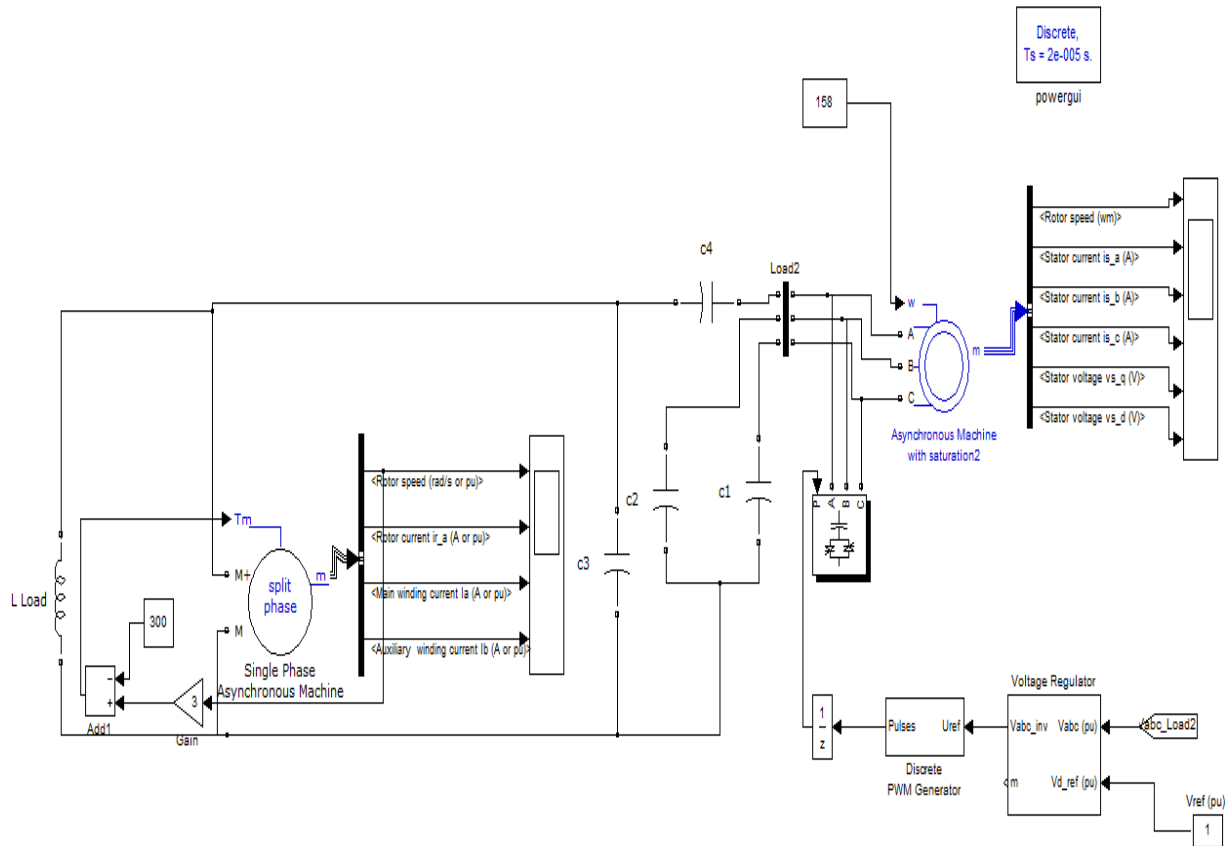 Discrete,
Ts = 2e-005 s.
powergui
158
c4
Load2
w
A
B
C
m
Asynchronous Machine
with saturation2
<Rotor speed (wm)>
<Stator current is_a (A)>
<Stator current is_b (A)>
<Stator current is_c (A)>
<Stator voltage vs_q (V)>
<Stator voltage vs_d (V)>
c2
c1
c3
P
A
B
C
L Load
Tm
M+
M
split
phase
m
Single Phase
Asynchronous Machine
300
-
+
Add1
3
Gain
<Rotor speed (rad/s or pu)>
<Rotor current ir_a (A or pu)>
<Main winding current Ia (A or pu)>
<Auxiliary winding current Ib (A or pu)>
1
z
Pulses
Uref
Discrete
PWM Generator
Voltage Regulator
Vabc_inv
Vabc (pu)
m
Vd_ref (pu)
Vabc_Load2
Vref (pu)
1